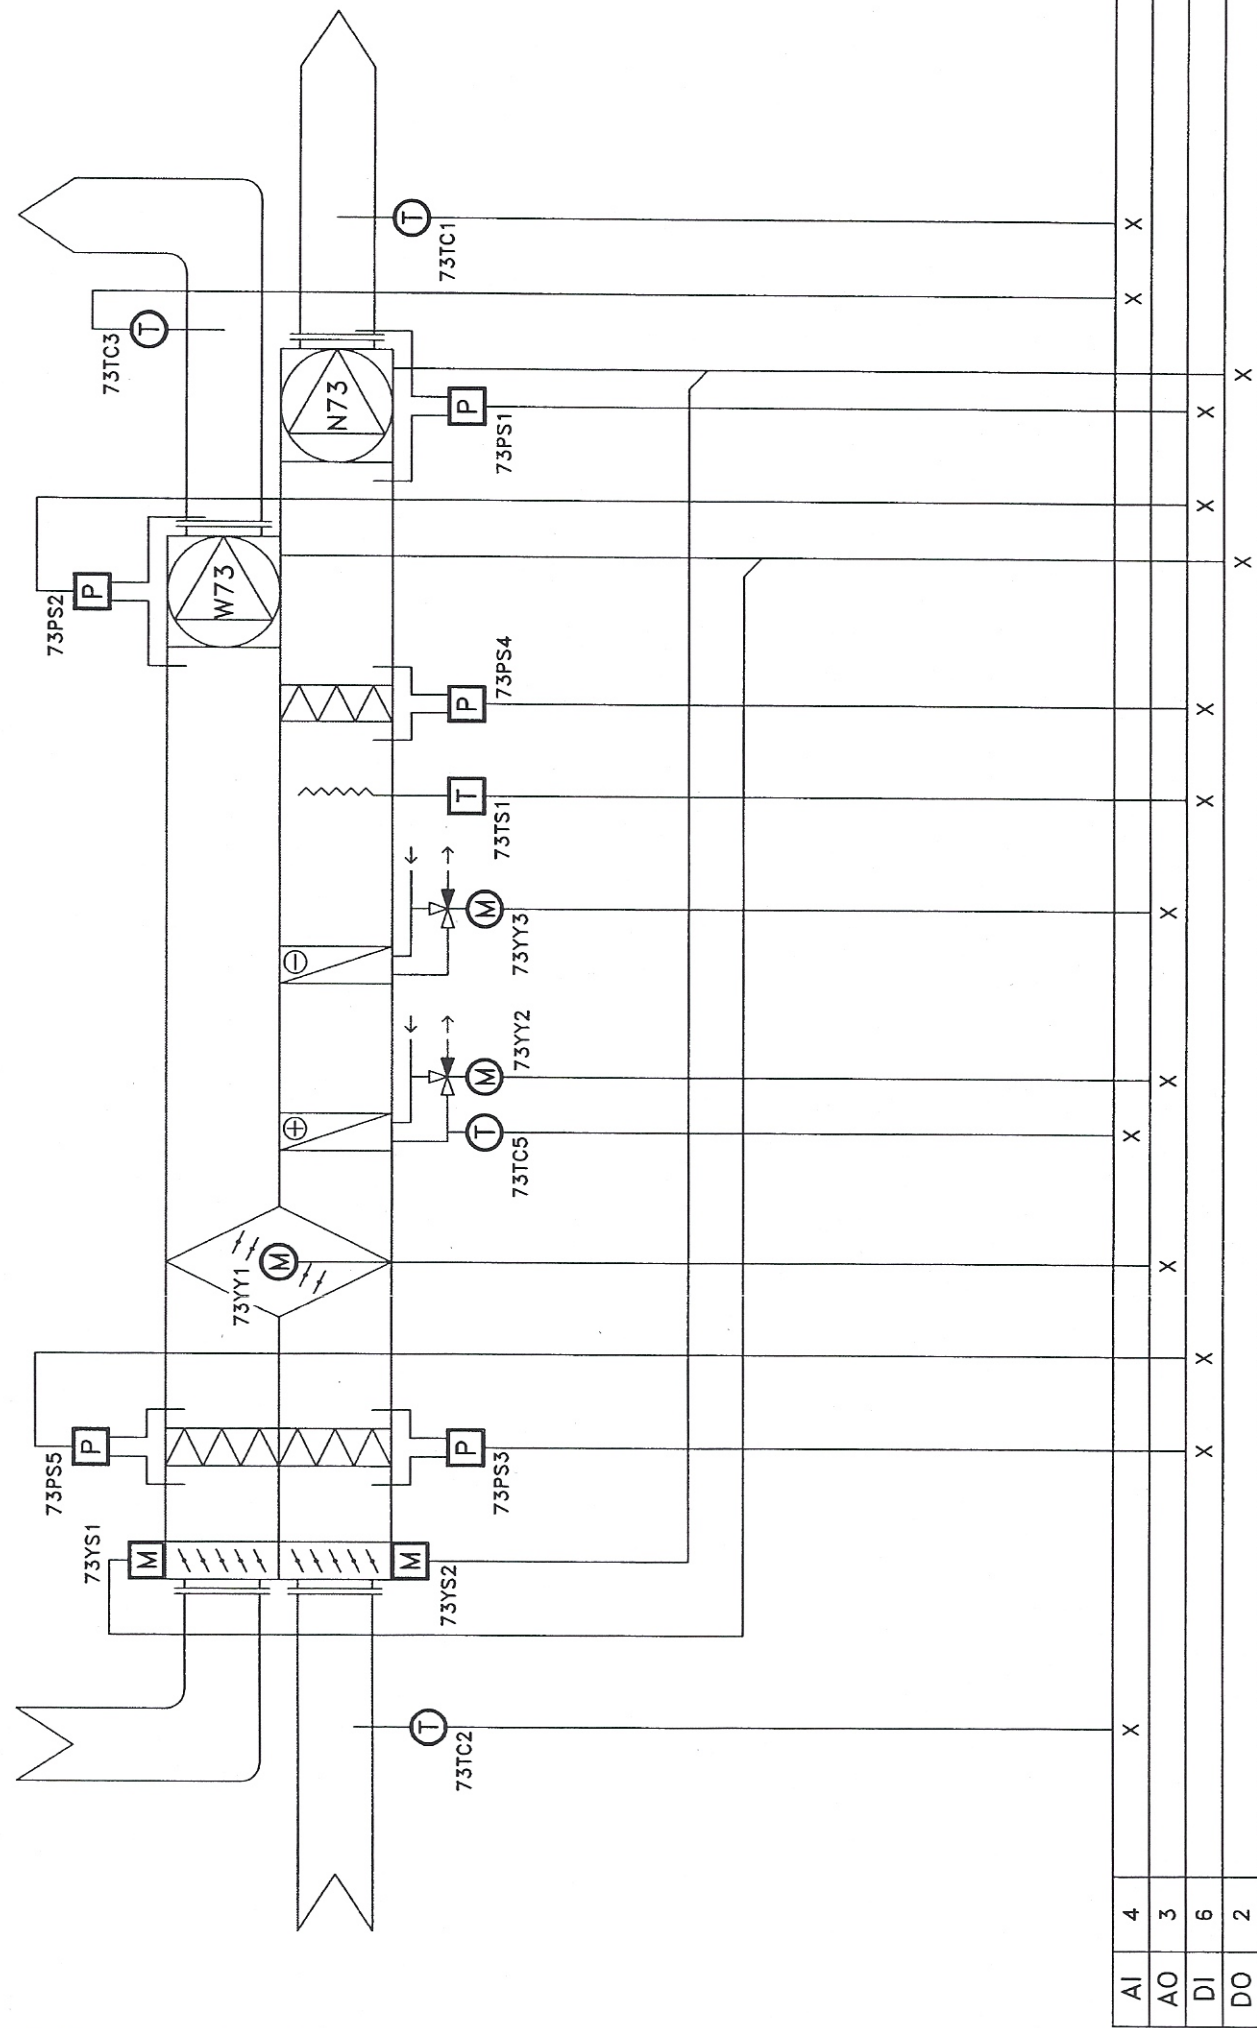 73PS5
73PS2
P
P
73YS1
73TC3
M
T
W73
73YY1
M
+
−
N73
M
T
T
73YS2
73TC1
73TC2
P
T
P
P
T
M
M
73PS3
73TS1
73PS4
73PS1
73TC5
73YY2
73YY3
AI 4 X X X X
AO 3 X X X
DI 6 X X X X X X
DO 2 X X